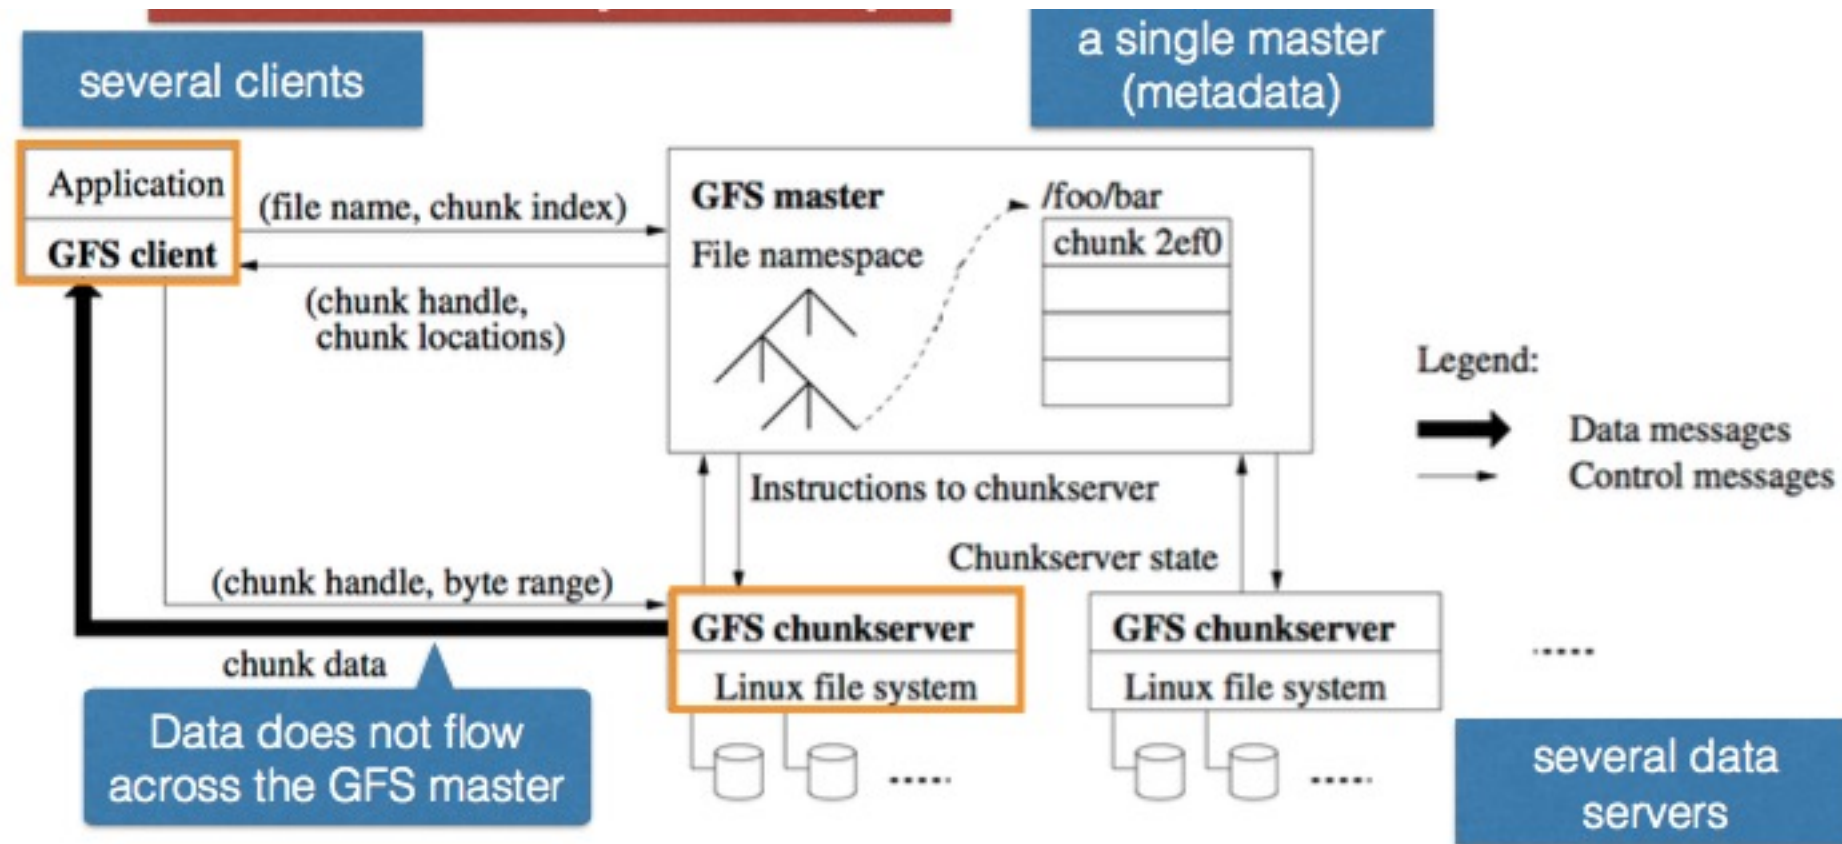 several clients
a single master
(metadata)
Application
GFS client
(file name, chunk index)
(chunk handle,
chunk locations)
GFS master
File namespace
/foo/bar
chunk 2ef0
Legend:
Data messages
Control messages
Instructions to chunkserver
Chunkserver state
(chunk handle, byte range)
chunk data
GFS chunkserver
Linux file system
GFS chunkserver
Linux file system
Data does not flow
across the GFS master
several data
servers